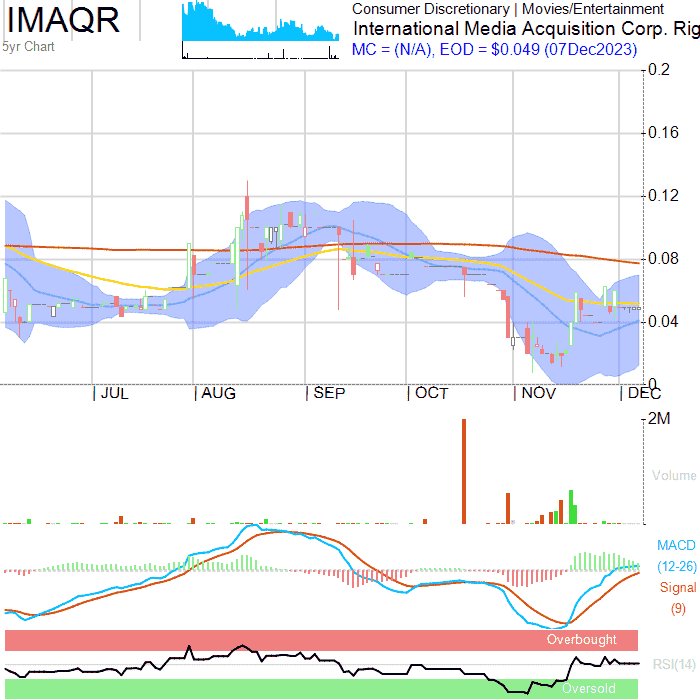 IMAQR
5yr Chart
Consumer Discretionary | Movies/Entertainment
International Media Acquisition Corp. Rig
MC = (N/A), EOD = $0.049 (07Dec2023)
0.2
0.16
0.12
0.08
0.04
0
JUL
AUG
SEP
OCT
NOV
DEC
2M
Volume
MACD
(12-26)
Signal
(9)
Overbought
RSI(14)
Oversold